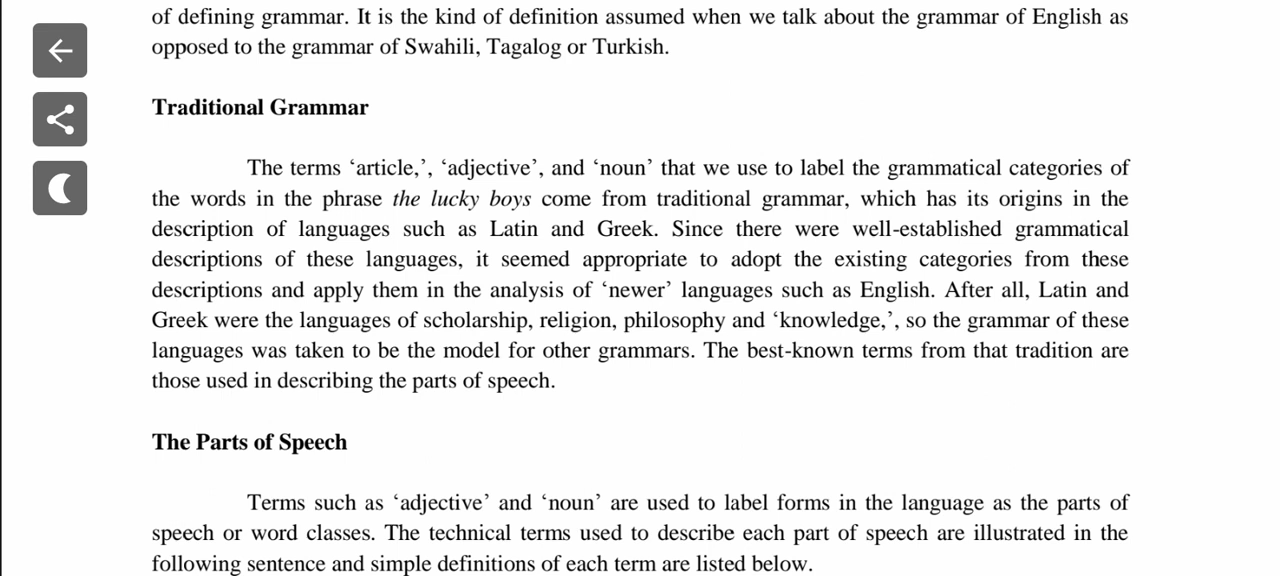 of defining grammar. It is the kind of definition assumed when we talk about the grammar of English as
opposed to the grammar of Swahili, Tagalog or Turkish.
Traditional Grammar
The terms ‘article,’, ‘adjective’, and ‘noun’ that we use to label the grammatical categories of
the words in the phrase the lucky boys come from traditional grammar, which has its origins in the
description of languages such as Latin and Greek. Since there were well-established grammatical
descriptions of these languages, it seemed appropriate to adopt the existing categories from these
descriptions and apply them in the analysis of ‘newer’ languages such as English. After all, Latin and
Greek were the languages of scholarship, religion, philosophy and ‘knowledge,’, so the grammar of these
languages was taken to be the model for other grammars. The best-known terms from that tradition are
those used in describing the parts of speech.
The Parts of Speech
Terms such as ‘adjective’ and ‘noun’ are used to label forms in the language as the parts of
speech or word classes. The technical terms used to describe each part of speech are illustrated in the
following sentence and simple definitions of each term are listed below.